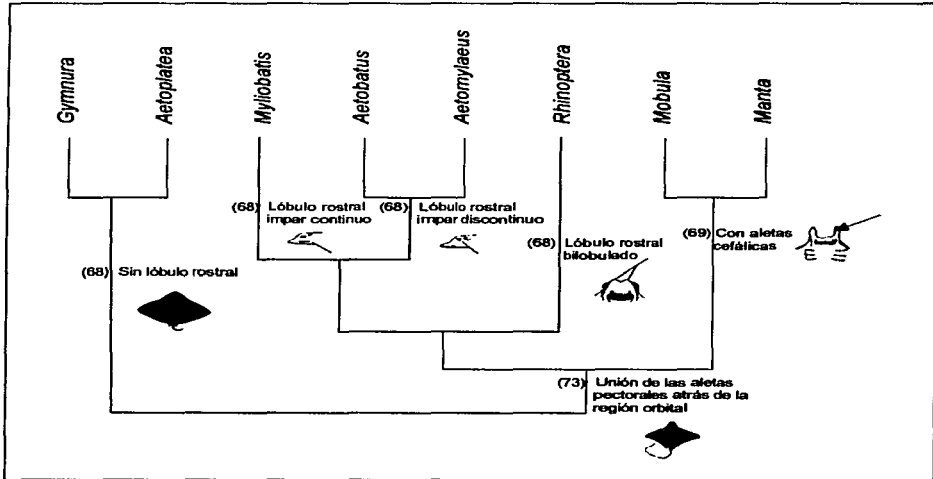 Gymnura
Aetoplatea
Myliobatis
Aetobatus
Aetomylaeus
Rhinoptera
Mobula
Manta
(68) Lóbulo rostral
impar continuo
(68) Lóbulo rostral
impar discontinuo
(68) Lóbulo rostral
bilobulado
(69) Con aletas
cefálicas
(68) Sin lóbulo rostral
(73) Unión de las aletas
pectorales atrás de la
región orbital